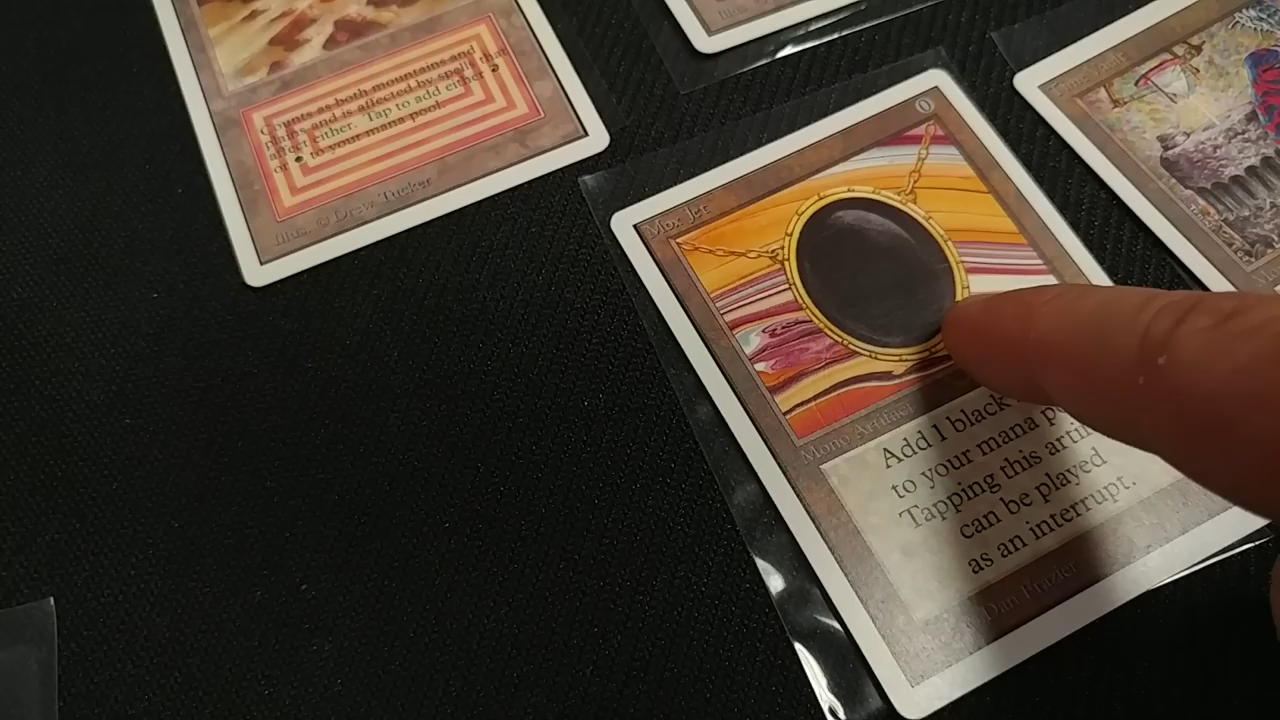 Counts as both mountains and
plains and is affected by spells that
affect either. Tap to add either
or to your mana pool.
Illus. © Drew Tucker
Illus.
Mox Jet
0
Mono Artifact
Add 1 black
to your mana
Tapping this
can be played
as an interrupt.
Dan Frazier
Time Vault